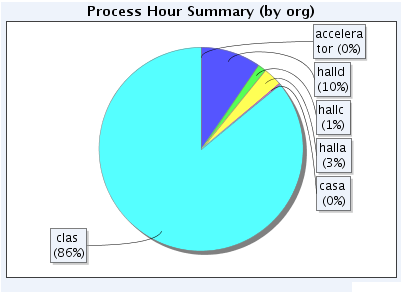 Process Hour Summary (by org)
accelera
tor (0%)
halld
(10%)
hallc
(1%)
halla
(3%)
casa
(0%)
clas
(86%)